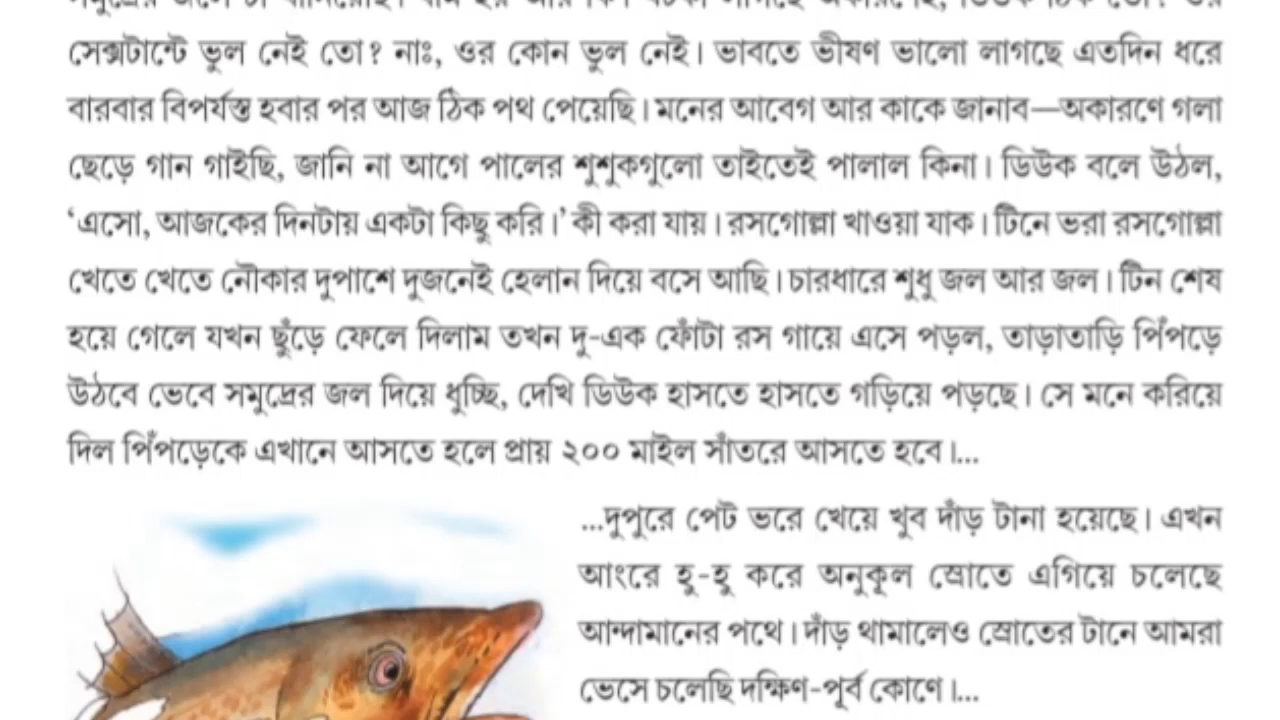 সেক্সটান্টে ভুল নেই তো? নাঃ, ওর কোন ভুল নেই। ভাবতে ভীষণ ভালো লাগছে এতদিন ধরে
বারবার বিপর্যস্ত হবার পর আজ ঠিক পথ পেয়েছি। মনের আবেগ আর কাকে জানাব—অকারণে গলা
ছেড়ে গান গাইছি, জানি না আগে পালের শুশুকগুলো তাইতেই পালাল কিনা। ডিউক বলে উঠল,
‘এসো, আজকের দিনটায় একটা কিছু করি।’ কী করা যায়। রসগোল্লা খাওয়া যাক। টিনে ভরা রসগোল্লা
খেতে খেতে নৌকার দুপাশে দুজনেই হেলান দিয়ে বসে আছি। চারধারে শুধু জল আর জল। টিন শেষ
হয়ে গেলে যখন ছুঁড়ে ফেলে দিলাম তখন দু-এক ফোঁটা রস গায়ে এসে পড়ল, তাড়াতাড়ি পিঁপড়ে
উঠবে ভেবে সমুদ্রের জল দিয়ে ধুচ্ছি, দেখি ডিউক হাসতে হাসতে গড়িয়ে পড়ছে। সে মনে করিয়ে
দিল পিঁপড়েকে এখানে আসতে হলে প্রায় ২০০ মাইল সাঁতরে আসতে হবে।...
...দুপুরে পেট ভরে খেয়ে খুব দাঁড় টানা হয়েছে। এখন
আংরে হু-হু করে অনুকূল স্রোতে এগিয়ে চলেছে
আন্দামানের পথে। দাঁড় থামালেও স্রোতের টানে আমরা
ভেসে চলেছি দক্ষিণ-পূর্ব কোণে।...